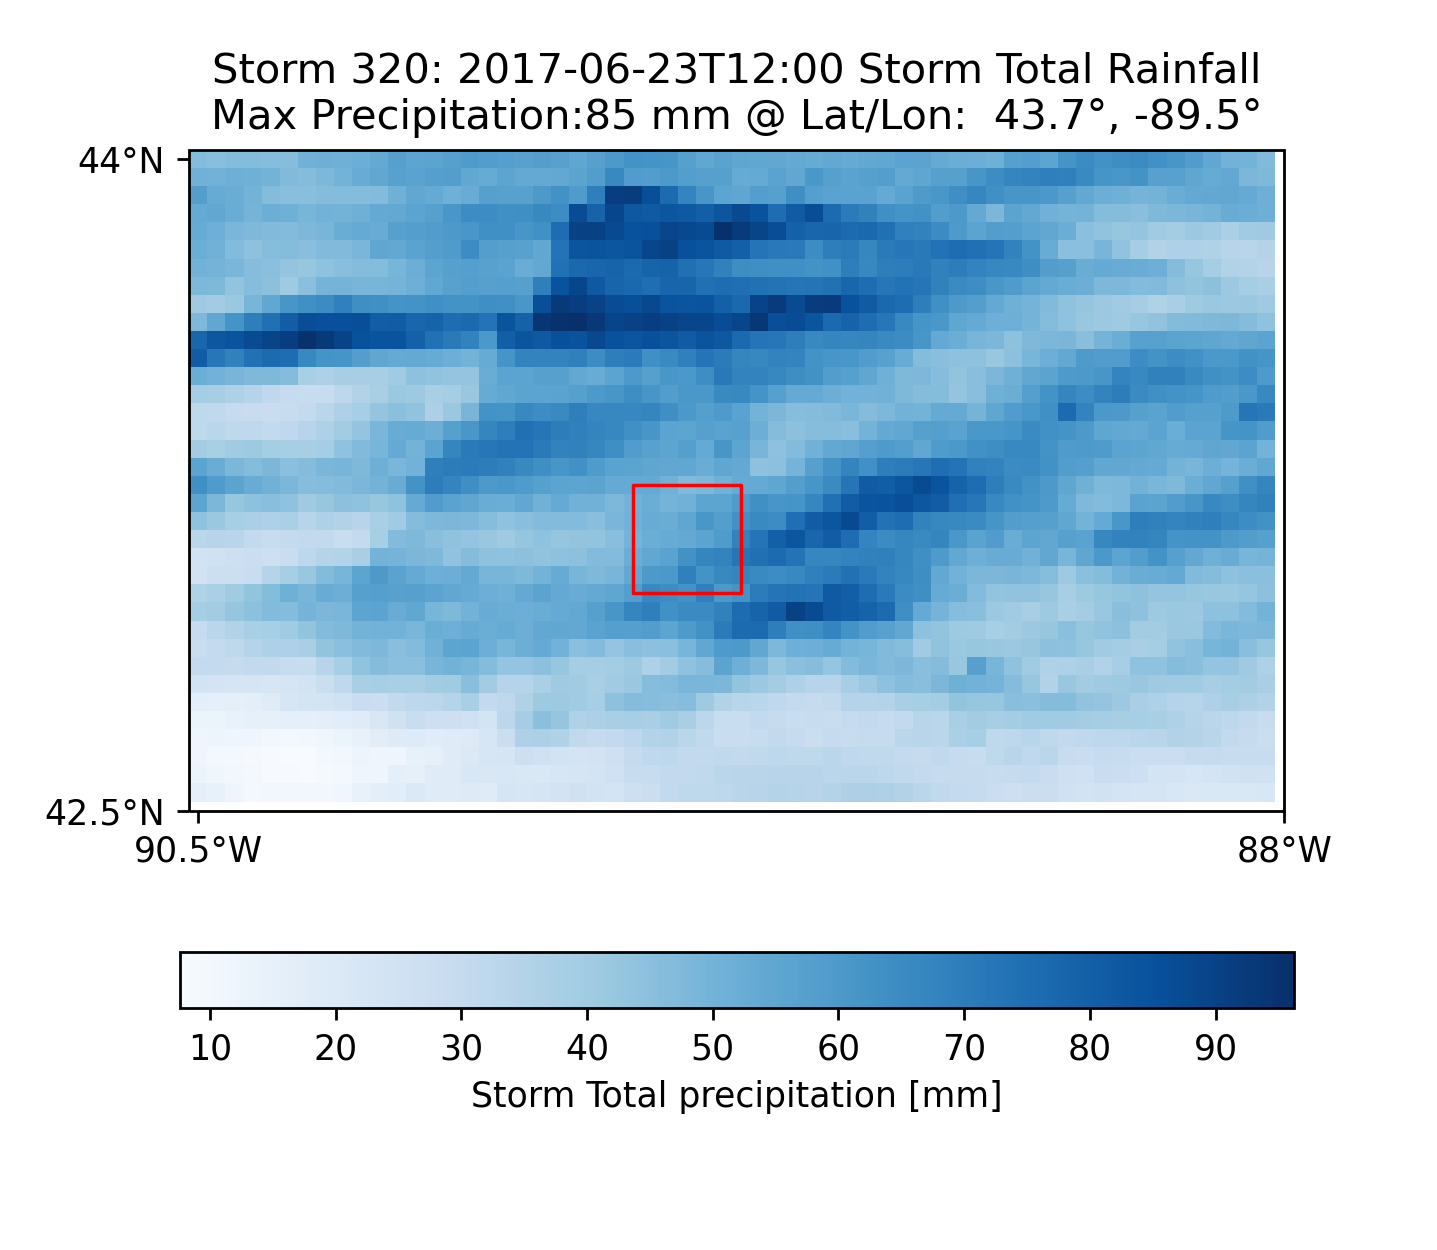 Storm 320: 2017-06-23T12:00 Storm Total Rainfall
Max Precipitation:85 mm @ Lat/Lon:  43.7°, -89.5°
44°N
42.5°N
90.5°W 88°W
10 20 30 40 50 60 70 80 90
Storm Total precipitation [mm]